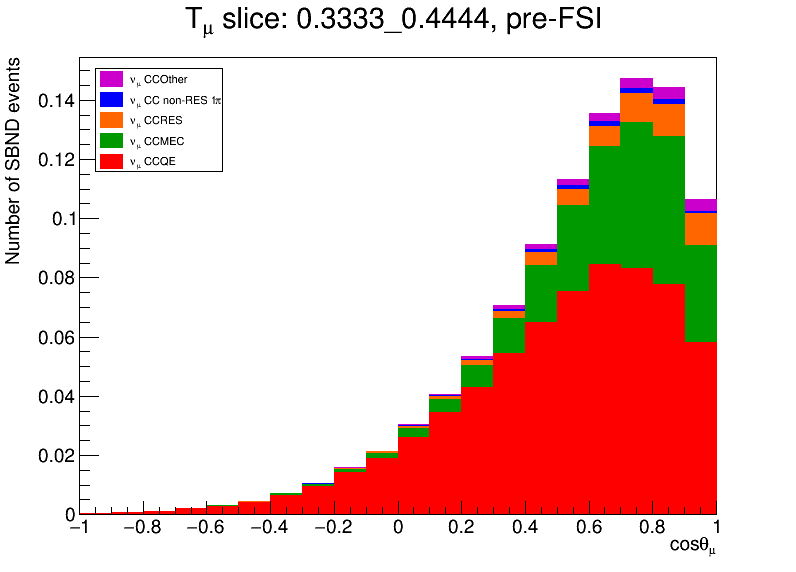 Tμ slice: 0.3333_0.4444, pre-FSI
Number of SBND events
νμ CCOther
νμ CC non-RES 1π
νμ CCRES
νμ CCMEC
νμ CCQE
0.14
0.12
0.1
0.08
0.06
0.04
0.02
0
−1 −0.8 −0.6 −0.4 −0.2 0 0.2 0.4 0.6 0.8 1
cosθμ